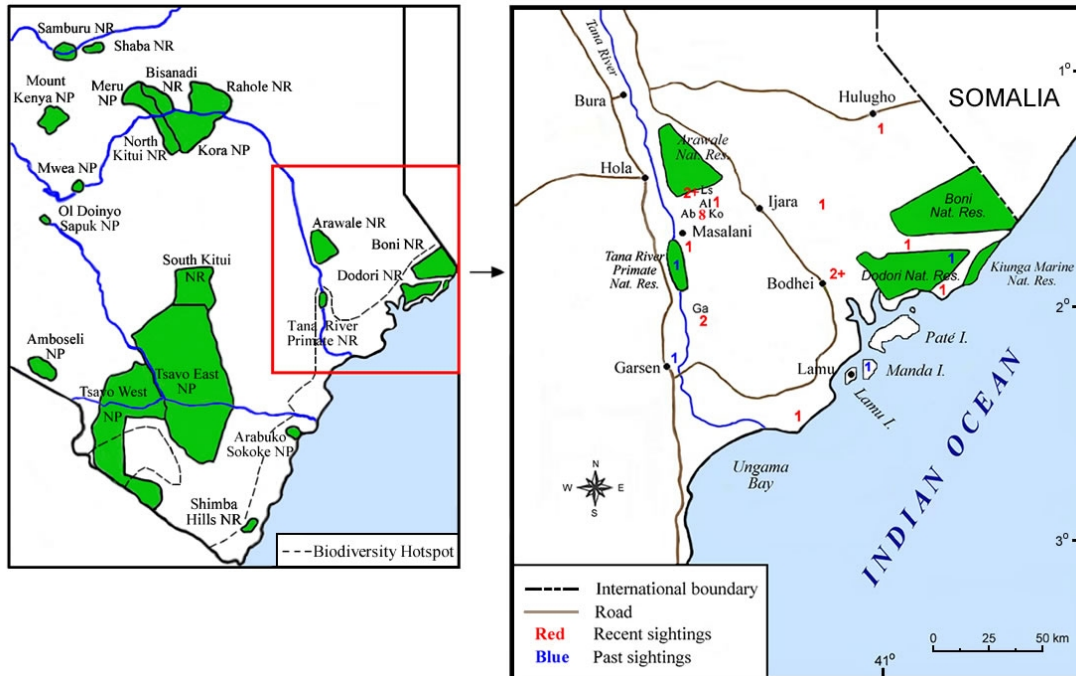 Samburu NR
Shaba NR
Mount
Kenya NP
Meru
NP
Bisanadi
NR
Rahole NR
North
Kitui NR
Kora NP
Mwea NP
Ol Doinyo
Sapuk NP
Arawale NR
Boni NR
South Kitui
NR
Dodori NR
Tana River
Primate NR
Amboseli
NP
Tsavo West
NP
Tsavo East
NP
Arabuko
Sokoke NP
Shimba
Hills NR
Biodiversity Hotspot
Tana River
1°
Bura
Hulugho
1
SOMALIA
Arawale
Nat. Res.
Hola
2+
Ls
Al
1
8
Ab
Ko
Masalani
1
Ijara
1
Boni
Nat. Res.
1
1
Tana River
Primate
Nat. Res.
1
Bodhei
2+
Dodori Nat. Res.
1
Kiunga Marine
Nat. Res.
2°
Ga
2
Paté I.
1
Garsen
Lamu
1
Manda I.
Lamu I.
1
Ungama
Bay
N
W
E
S
INDIAN OCEAN
3°
International boundary
Road
Red
Recent sightings
Blue
Past sightings
0
25
50 km
41°